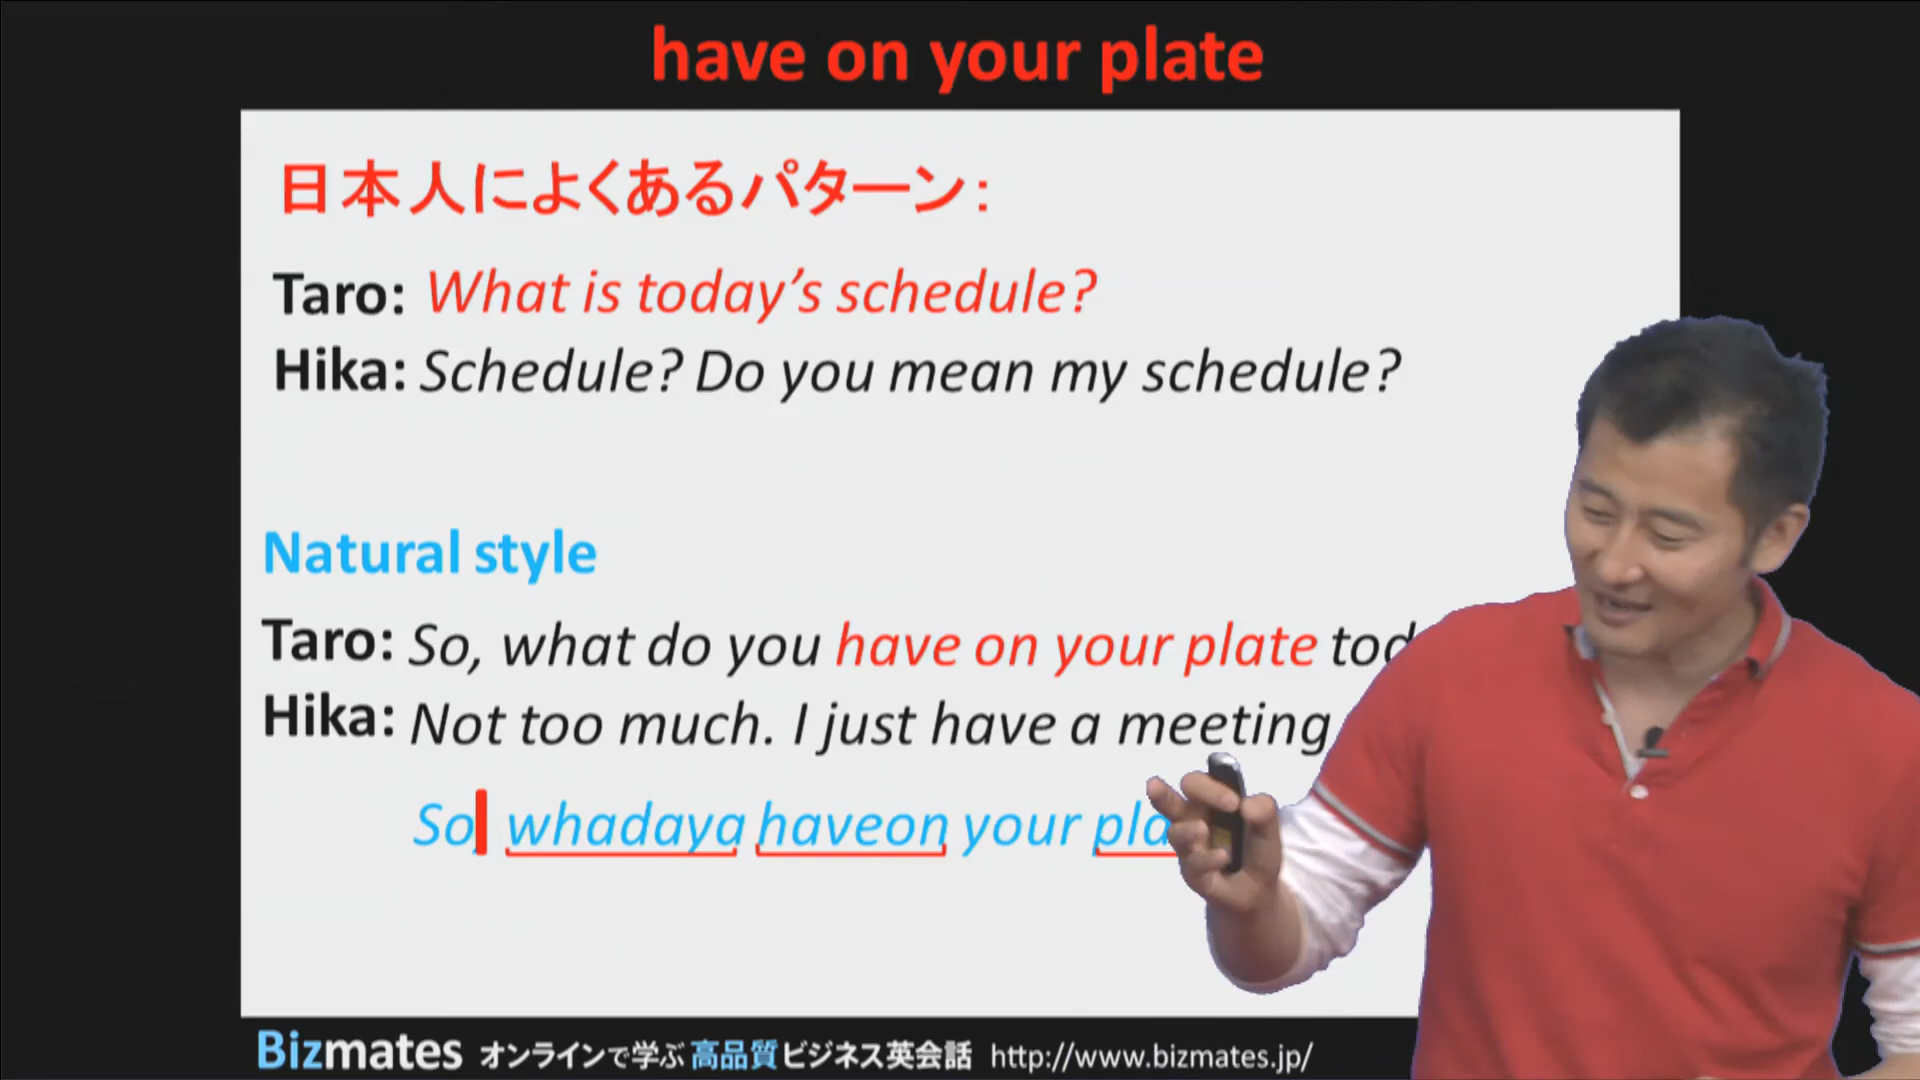 have on your plate
日本人によくあるパターン：
Taro: What is today's schedule?
Hika: Schedule? Do you mean my schedule?
Natural style
Taro: So, what do you have on your plate
Hika: Not too much. I just have a meeting
So, whadaya haveon your
Bizmates オンラインで学ぶ 高品質ビジネス英会話 http://www.bizmates.jp/